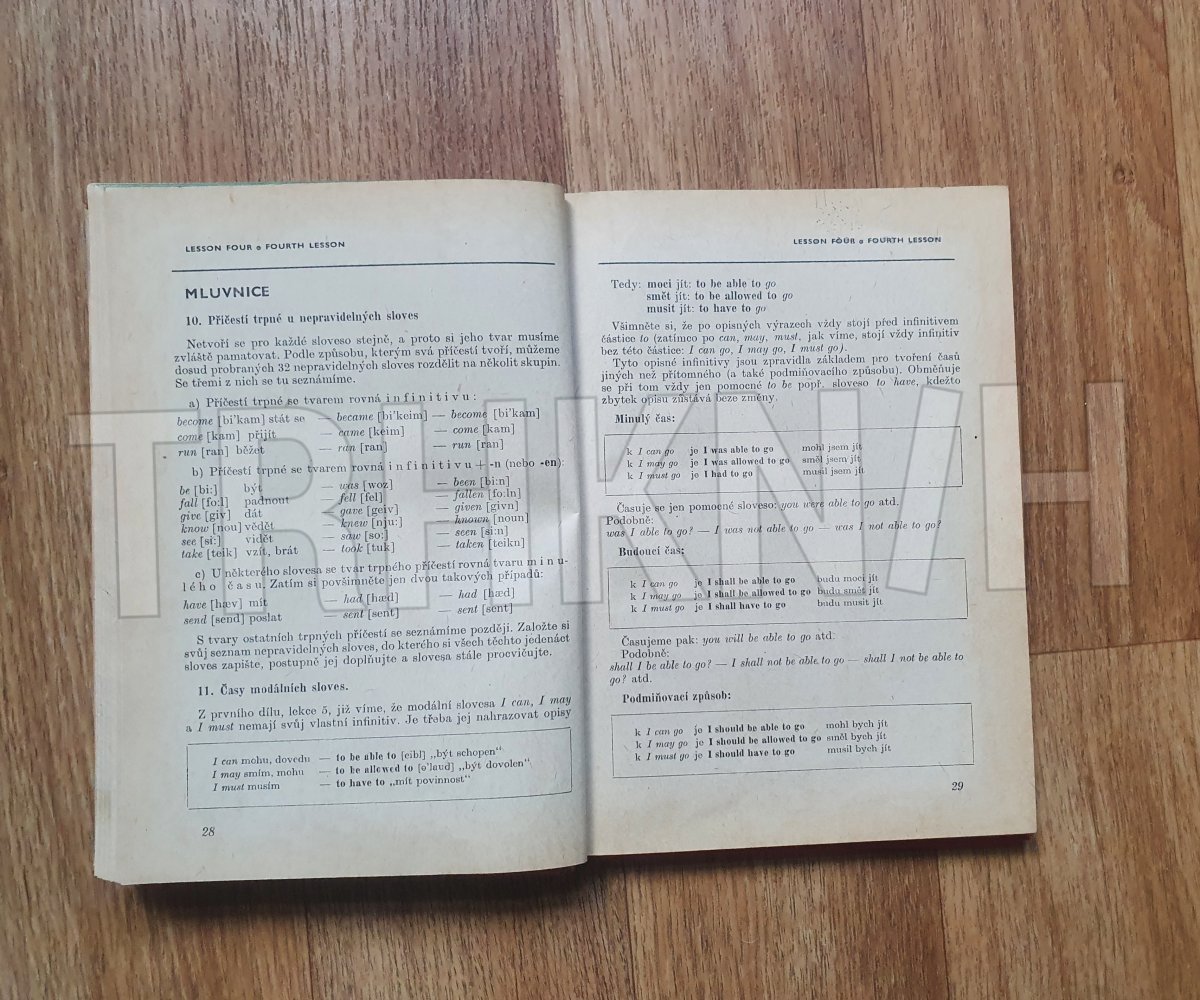 LESSON FOUR o FOURTH LESSON
MLUVNICE
10. Příčestí trpné u nepravidelných sloves
Netvoří se pro každé sloveso stejně, a proto si jeho tvar musíme
zvláště pamatovat. Podle způsobu, kterým svá příčestí tvoří, můžeme
dosud probraných 32 nepravidelných sloves rozdělit na několik skupin.
Se třemi z nich se tu seznámíme.
a) Příčestí trpné se tvarem rovná infinitivu:
become [bi'kam] stát se — became [bi'keim] — become [bi'kam]
come [kam] přijít — came [keim] — come [kam]
run [ran] běžet — ran [ran] — run [ran]
b) Příčestí trpné se tvarem rovná infinitivu + -n (nebo -en):
be [bi:] být — was [woz] — been [bi:n]
fall [fo:l] padnout — fell [fel] — fallen [fo:ln]
give [giv] dát — gave [geiv] — given [givn]
know [nou] vědět — knew [nju:] — known [noun]
see [si:] vidět — saw [so:] — seen [si:n]
take [teik] vzít, brát — took [tuk] — taken [teikn]
c) U některého slovesa se tvar trpného příčestí rovná tvaru minu-
lého času. Zatím si povšimněte jen dvou takových případů:
have [hæv] mít — had [hæd] — had [hæd]
send [send] poslat — sent [sent] — sent [sent]
S tvary ostatních trpných příčestí se seznámíme později. Založte si
svůj seznam nepravidelných sloves, do kterého si všech těchto jedenáct
sloves zapište, postupně jej doplňujte a slovesa stále procvičujte.
11. Časy modálních sloves.
Z prvního dílu, lekce 5, již víme, že modální slovesa I can, I may
a I must nemají svůj vlastní infinitiv. Je třeba jej nahrazovat opisy
I can mohu, dovedu — to be able to [eibl] „být schopen“
I may smím, mohu — to be allowed to [ə'laud] „být dovolen“
I must musím — to have to „mít povinnost“
28
LESSON FOUR o FOURTH LESSON
Tedy: moci jít: to be able to go
smět jít: to be allowed to go
musit jít: to have to go
Všimněte si, že po opisných výrazech vždy stojí před infinitivem
částice to (zatímco po can, may, must, jak víme, stojí vždy infinitiv
bez této částice: I can go, I may go, I must go).
Tyto opisné infinitivy jsou zpravidla základem pro tvoření časů
jiných než přítomného (a také podmiňovacího způsobu). Obměňuje
se při tom vždy jen pomocné to be popř. sloveso to have, kdežto
zbytek opisu zůstává beze změny.
Minulý čas:
k I can go je I was able to go mohl jsem jít
k I may go je I was allowed to go směl jsem jít
k I must go je I had to go musil jsem jít
Časuje se jen pomocné sloveso: you were able to go atd.
Podobně:
was I able to go? — I was not able to go — was I not able to go?
Budoucí čas:
k I can go je I shall be able to go budu moci jít
k I may go je I shall be allowed to go budu smět jít
k I must go je I shall have to go budu musit jít
Časujeme pak: you will be able to go atd.
Podobně:
shall I be able to go? — I shall not be able to go — shall I not be able to
go? atd.
Podmiňovací způsob:
k I can go je I should be able to go mohl bych jít
k I may go je I should be allowed to go směl bych jít
k I must go je I should have to go musil bych jít
29
TRHKNIH